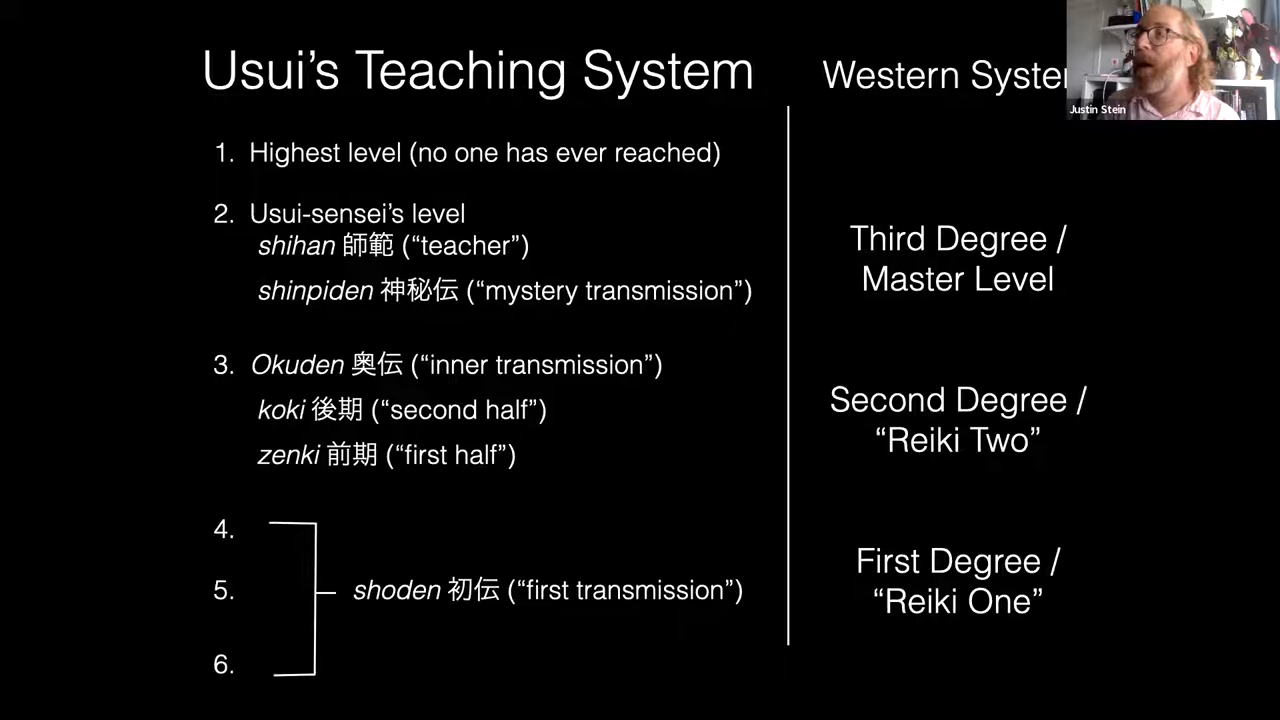 Usui’s Teaching System
1. Highest level (no one has ever reached)
2. Usui-sensei’s level
shihan 師範 (“teacher”)
shinpiden 神秘伝 (“mystery transmission”)
3. Okuden 奥伝 (“inner transmission”)
koki 後期 (“second half”)
zenki 前期 (“first half”)
4.
5. shoden 初伝 (“first transmission”)
6.
Western System
Third Degree /
Master Level
Second Degree /
“Reiki Two”
First Degree /
“Reiki One”
Justin Stein